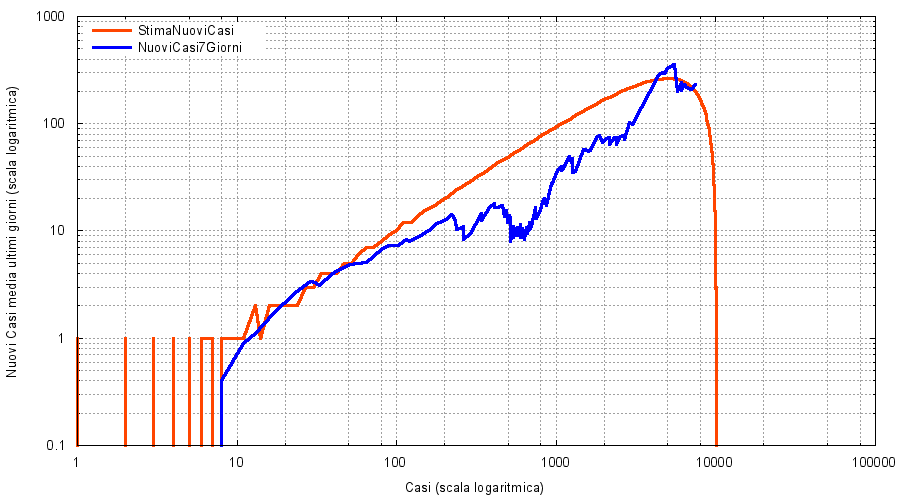 1000
StimaNuoviCasi
NuoviCasi7Giorni
100
10
1
0.1
Nuovi Casi media ultimi giorni (scala logaritmica)
1 10 100 1000 10000 100000
Casi (scala logaritmica)